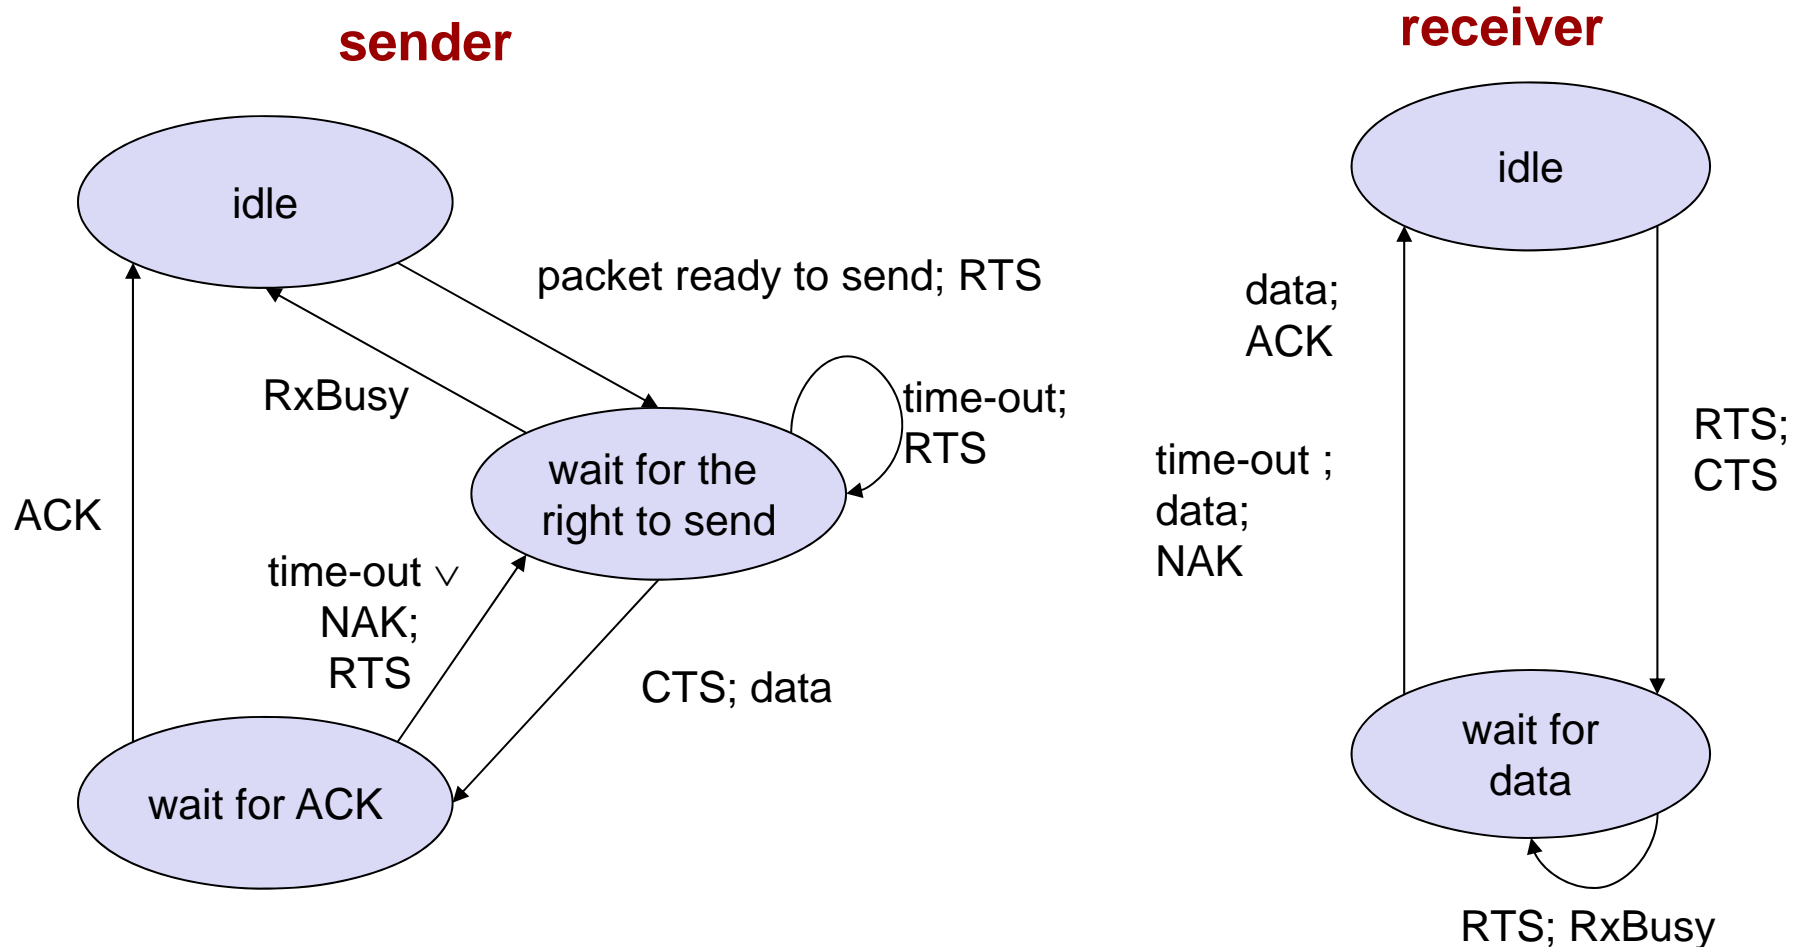 sender
receiver
idle
packet ready to send; RTS
RxBusy
time-out;
RTS
wait for the
right to send
ACK
time-out ∨
NAK;
RTS
CTS; data
wait for ACK
idle
data;
ACK
time-out ;
data;
NAK
RTS;
CTS
wait for
data
RTS; RxBusy